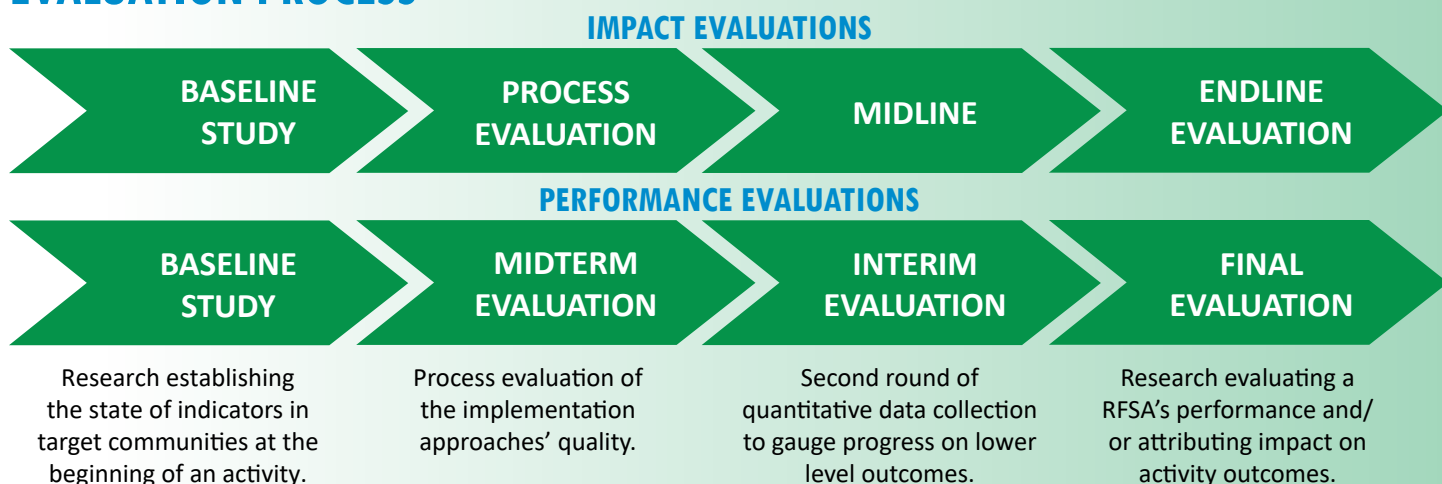 EVALUATION PROCESS
IMPACT EVALUATIONS
BASELINE
STUDY
PROCESS
EVALUATION
MIDLINE
ENDLINE
EVALUATION
PERFORMANCE EVALUATIONS
BASELINE
STUDY
MIDTERM
EVALUATION
INTERIM
EVALUATION
FINAL
EVALUATION
Research establishing
the state of indicators in
target communities at the
beginning of an activity.
Process evaluation of
the implementation
approaches’ quality.
Second round of
quantitative data collection
to gauge progress on lower
level outcomes.
Research evaluating a
RFSA’s performance and/
or attributing impact on
activity outcomes.